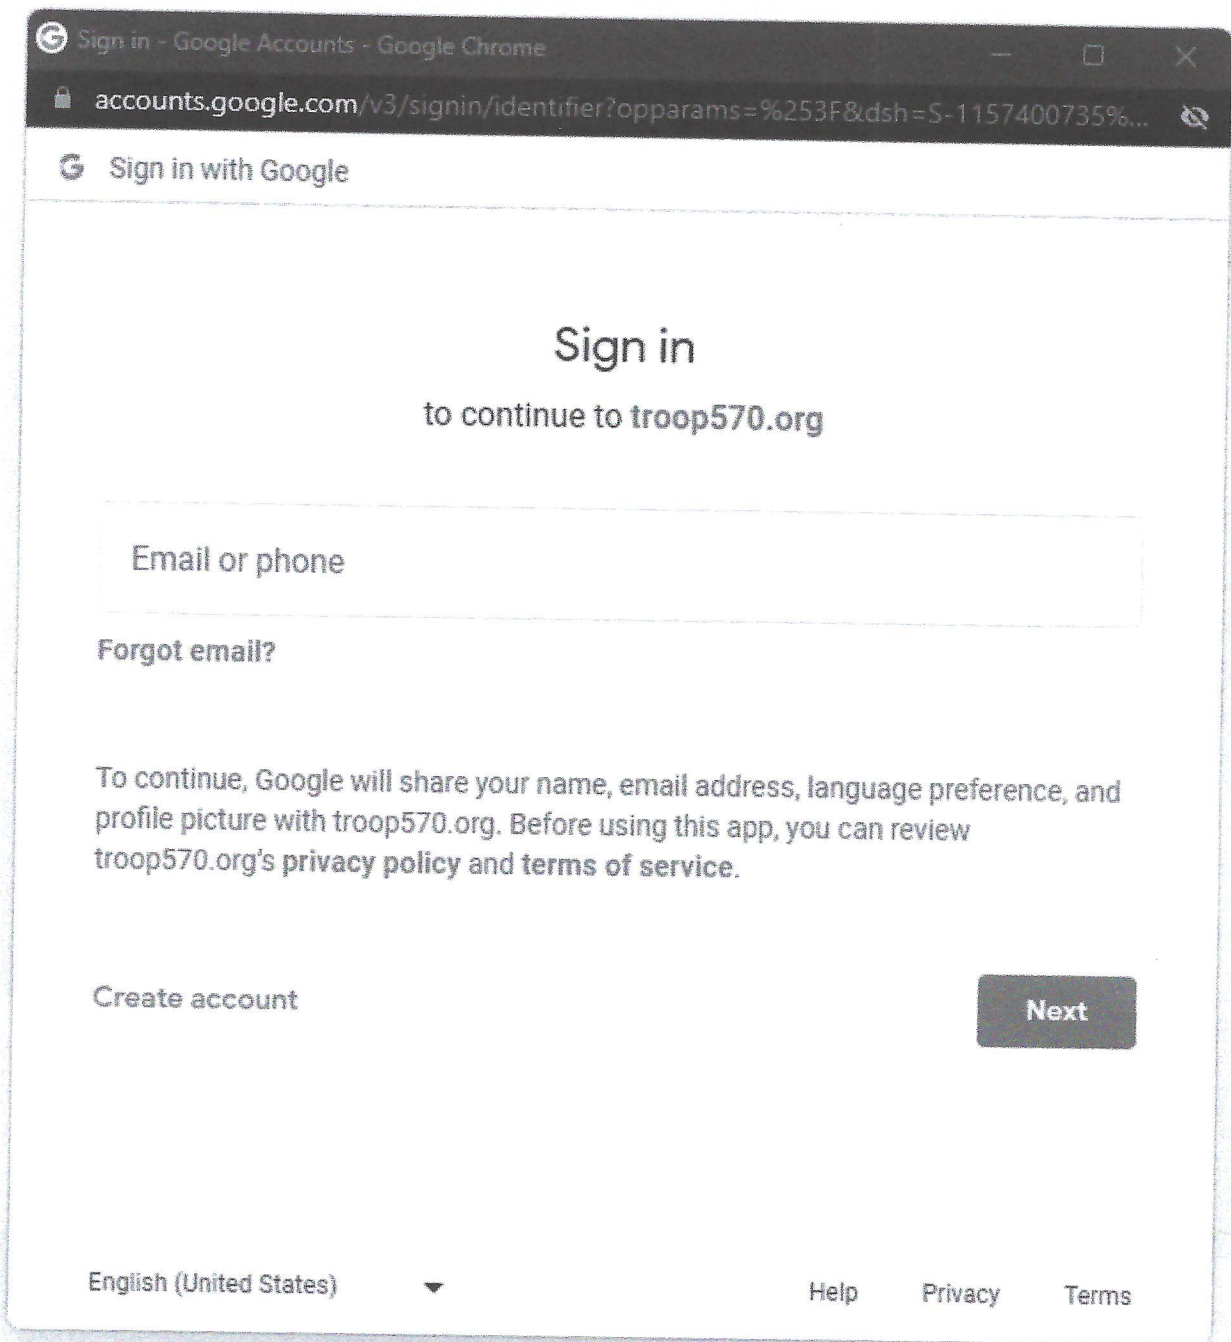 Sign in - Google Accounts - Google Chrome
accounts.google.com/v3/signin/identifier?opparams=%253F&dsh=S-1157400735%...
G Sign in with Google
Sign in
to continue to troop570.org
Email or phone
Forgot email?
To continue, Google will share your name, email address, language preference, and
profile picture with troop570.org. Before using this app, you can review
troop570.org's privacy policy and terms of service.
Create account
Next
English (United States)
Help Privacy Terms